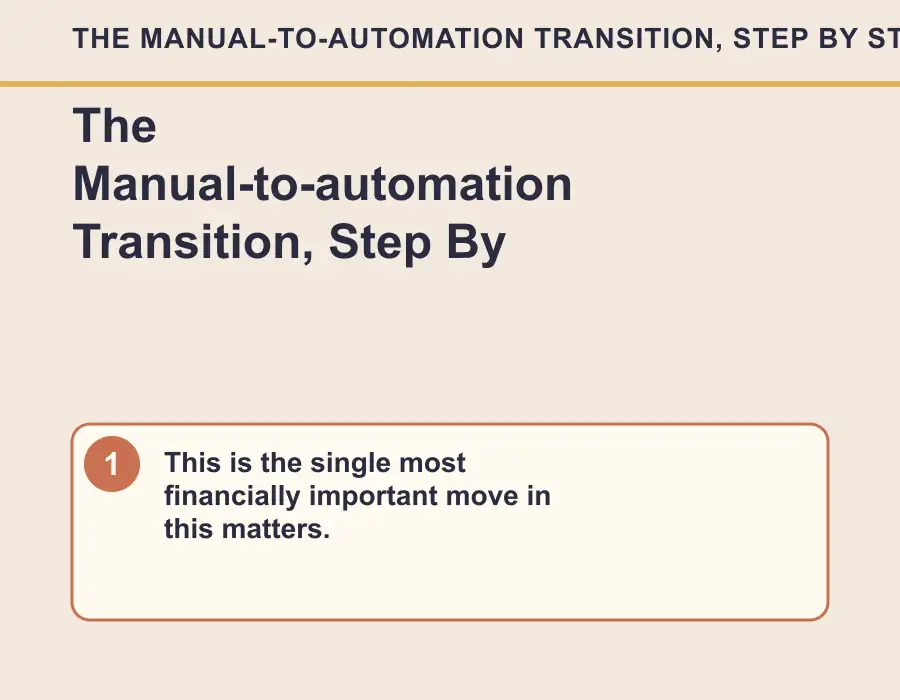 THE MANUAL-TO-AUTOMATION TRANSITION, STEP BY ST
The
Manual-to-automation
Transition, Step By
1
This is the single most
financially important move in
this matters.